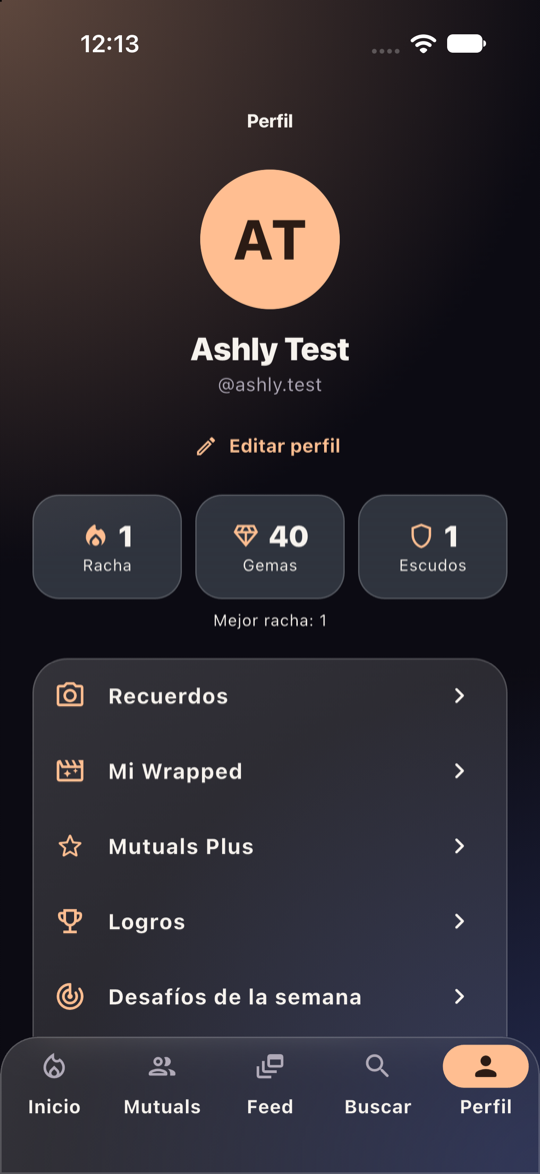 12:13
Perfil
AT
Ashly Test
@ashly.test
Editar perfil
1
Racha
40
Gemas
1
Escudos
Mejor racha: 1
Recuerdos
Mi Wrapped
Mutuals Plus
Logros
Desafíos de la semana
Inicio
Mutuals
Feed
Buscar
Perfil